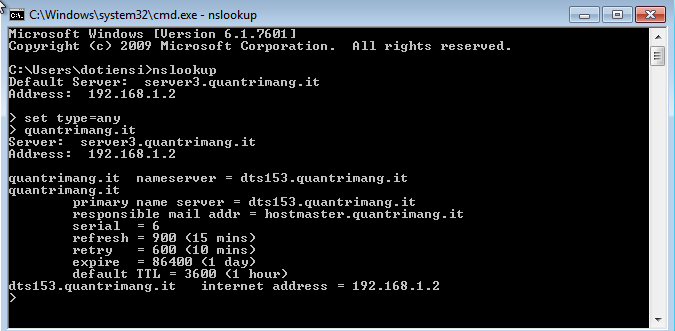 C:\Windows\system32\cmd.exe - nslookup
Microsoft Windows [Version 6.1.7601]
Copyright (c) 2009 Microsoft Corporation.  All rights reserved.
C:\Users\dotiensi>nslookup
Default Server:  server3.quantrimang.it
Address:  192.168.1.2
> set type=any
> quantrimang.it
Server:  server3.quantrimang.it
Address:  192.168.1.2
quantrimang.it  nameserver = dts153.quantrimang.it
quantrimang.it
        primary name server = dts153.quantrimang.it
        responsible mail addr = hostmaster.quantrimang.it
        serial  = 6
        refresh = 900 (15 mins)
        retry   = 600 (10 mins)
        expire  = 86400 (1 day)
        default TTL = 3600 (1 hour)
dts153.quantrimang.it   internet address = 192.168.1.2
>